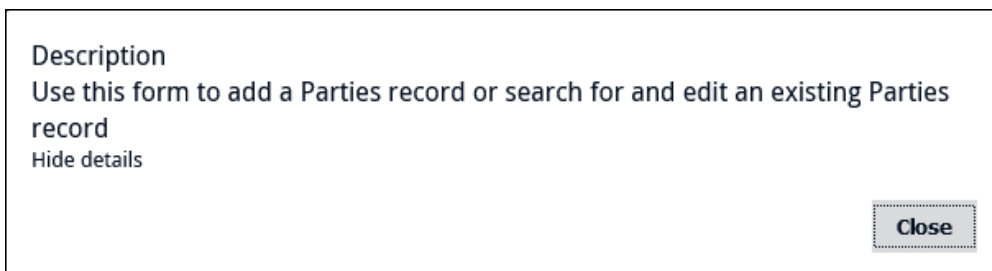 Description
Use this form to add a Parties record or search for and edit an existing Parties
record
Hide details
Close